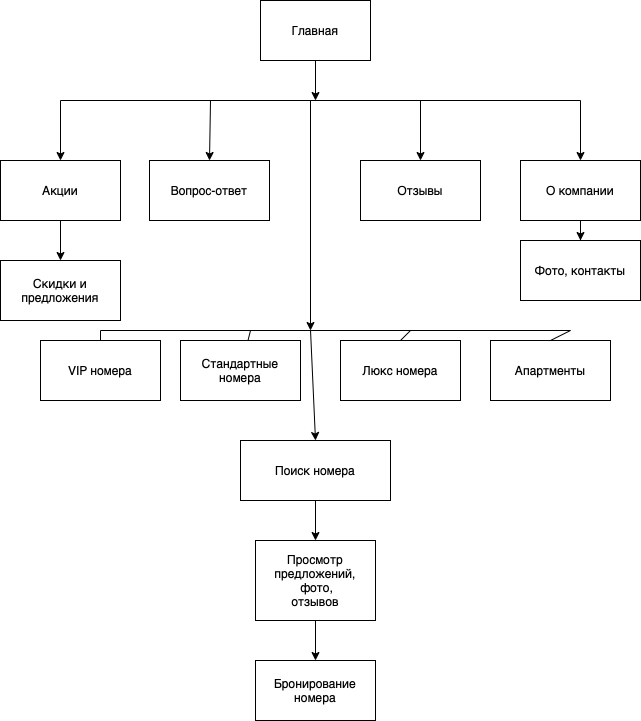 Главная
Акции
Вопрос-ответ
Отзывы
О компании
Скидки и
предложения
Фото, контакты
VIP номера
Стандартные
номера
Люкс номера
Апартменты
Поиск номера
Просмотр
предложений,
фото,
отзывов
Бронирование
номера